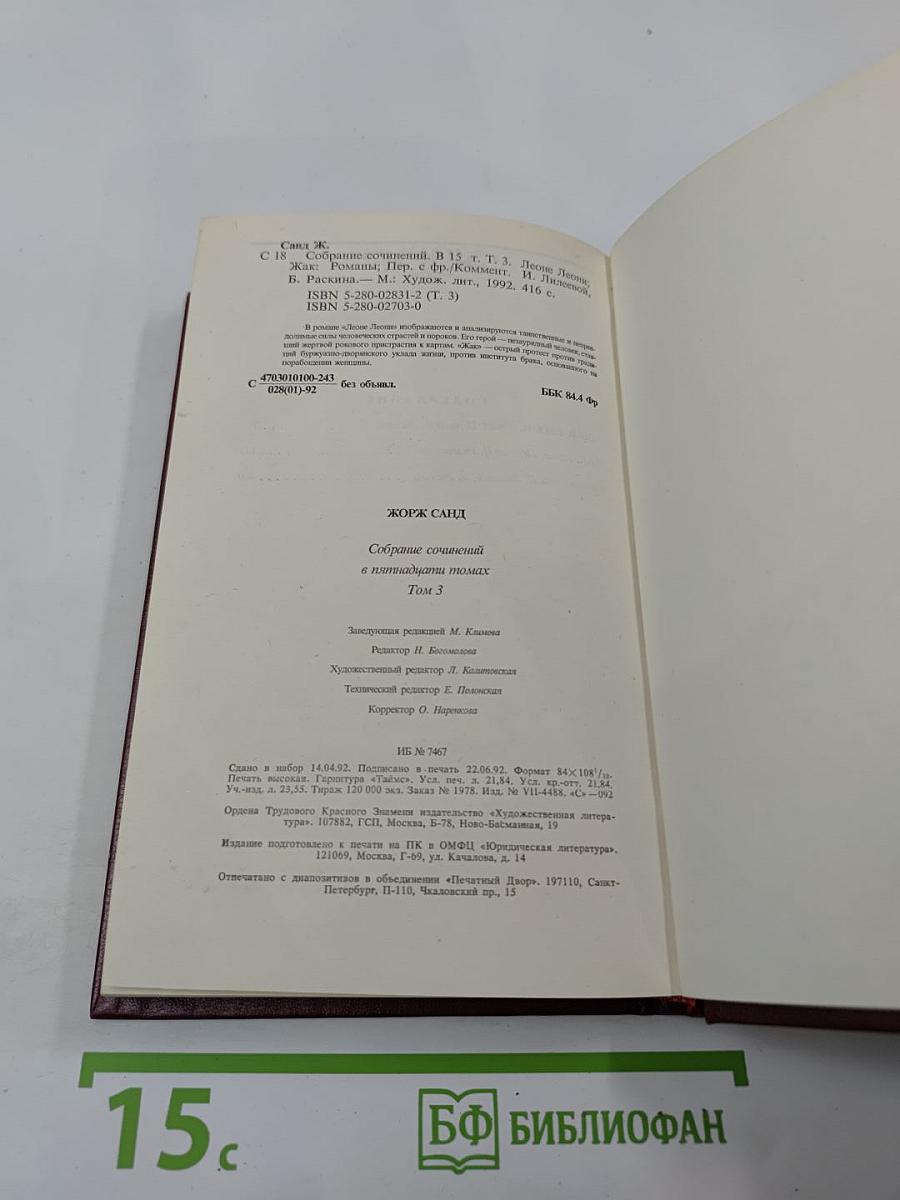 Санд Ж.
С 18 Собрание сочинений. В 15 т. Т. 3. Леоне Леони;
Жак: Романы; Пер. с фр./Коммент. И. Лилеевой,
Б. Раскина.— М.: Худож. лит., 1992. 416 с.
ISBN 5-280-02831-2 (Т. 3)
ISBN 5-280-02703-0
В романе «Леоне Леони» изображаются и анализируются таинственные и непрео-
долимые силы человеческих страстей и пороков. Его герой — незаурядный человек, став-
ший жертвой рокового пристрастия к картам. «Жак» — острый протест против тради-
ций буржуазно-дворянского уклада жизни, против института брака, основанного на
порабощении женщины.
С 4703010100-243 без объявл.
028(01)-92
ББК 84.4 Фр
ЖОРЖ САНД
Собрание сочинений
в пятнадцати томах
Том 3
Заведующая редакцией М. Климова
Редактор Н. Богомолова
Художественный редактор Л. Калитовская
Технический редактор Е. Полонская
Корректор О. Наренкова
ИБ № 7467
Сдано в набор 14.04.92. Подписано в печать 22.06.92. Формат 84×108¹/₃₂.
Печать высокая. Гарнитура «Таймс». Усл. печ. л. 21,84. Усл. кр.-отт. 21,84.
Уч.-изд. л. 23,55. Тираж 120 000 экз. Заказ № 1978. Изд. № VII-4488. «С» —092
Ордена Трудового Красного Знамени издательство «Художественная литера-
тура». 107882, ГСП, Москва, Б-78, Ново-Басманная, 19
Издание подготовлено к печати на ПК в ОМФЦ «Юридическая литература».
121069, Москва, Г-69, ул. Качалова, д. 14
Отпечатано с диапозитивов в объединении «Печатный Двор». 197110, Санкт-
Петербург, П-110, Чкаловский пр., 15
15 с
БФ БИБЛИОФАН